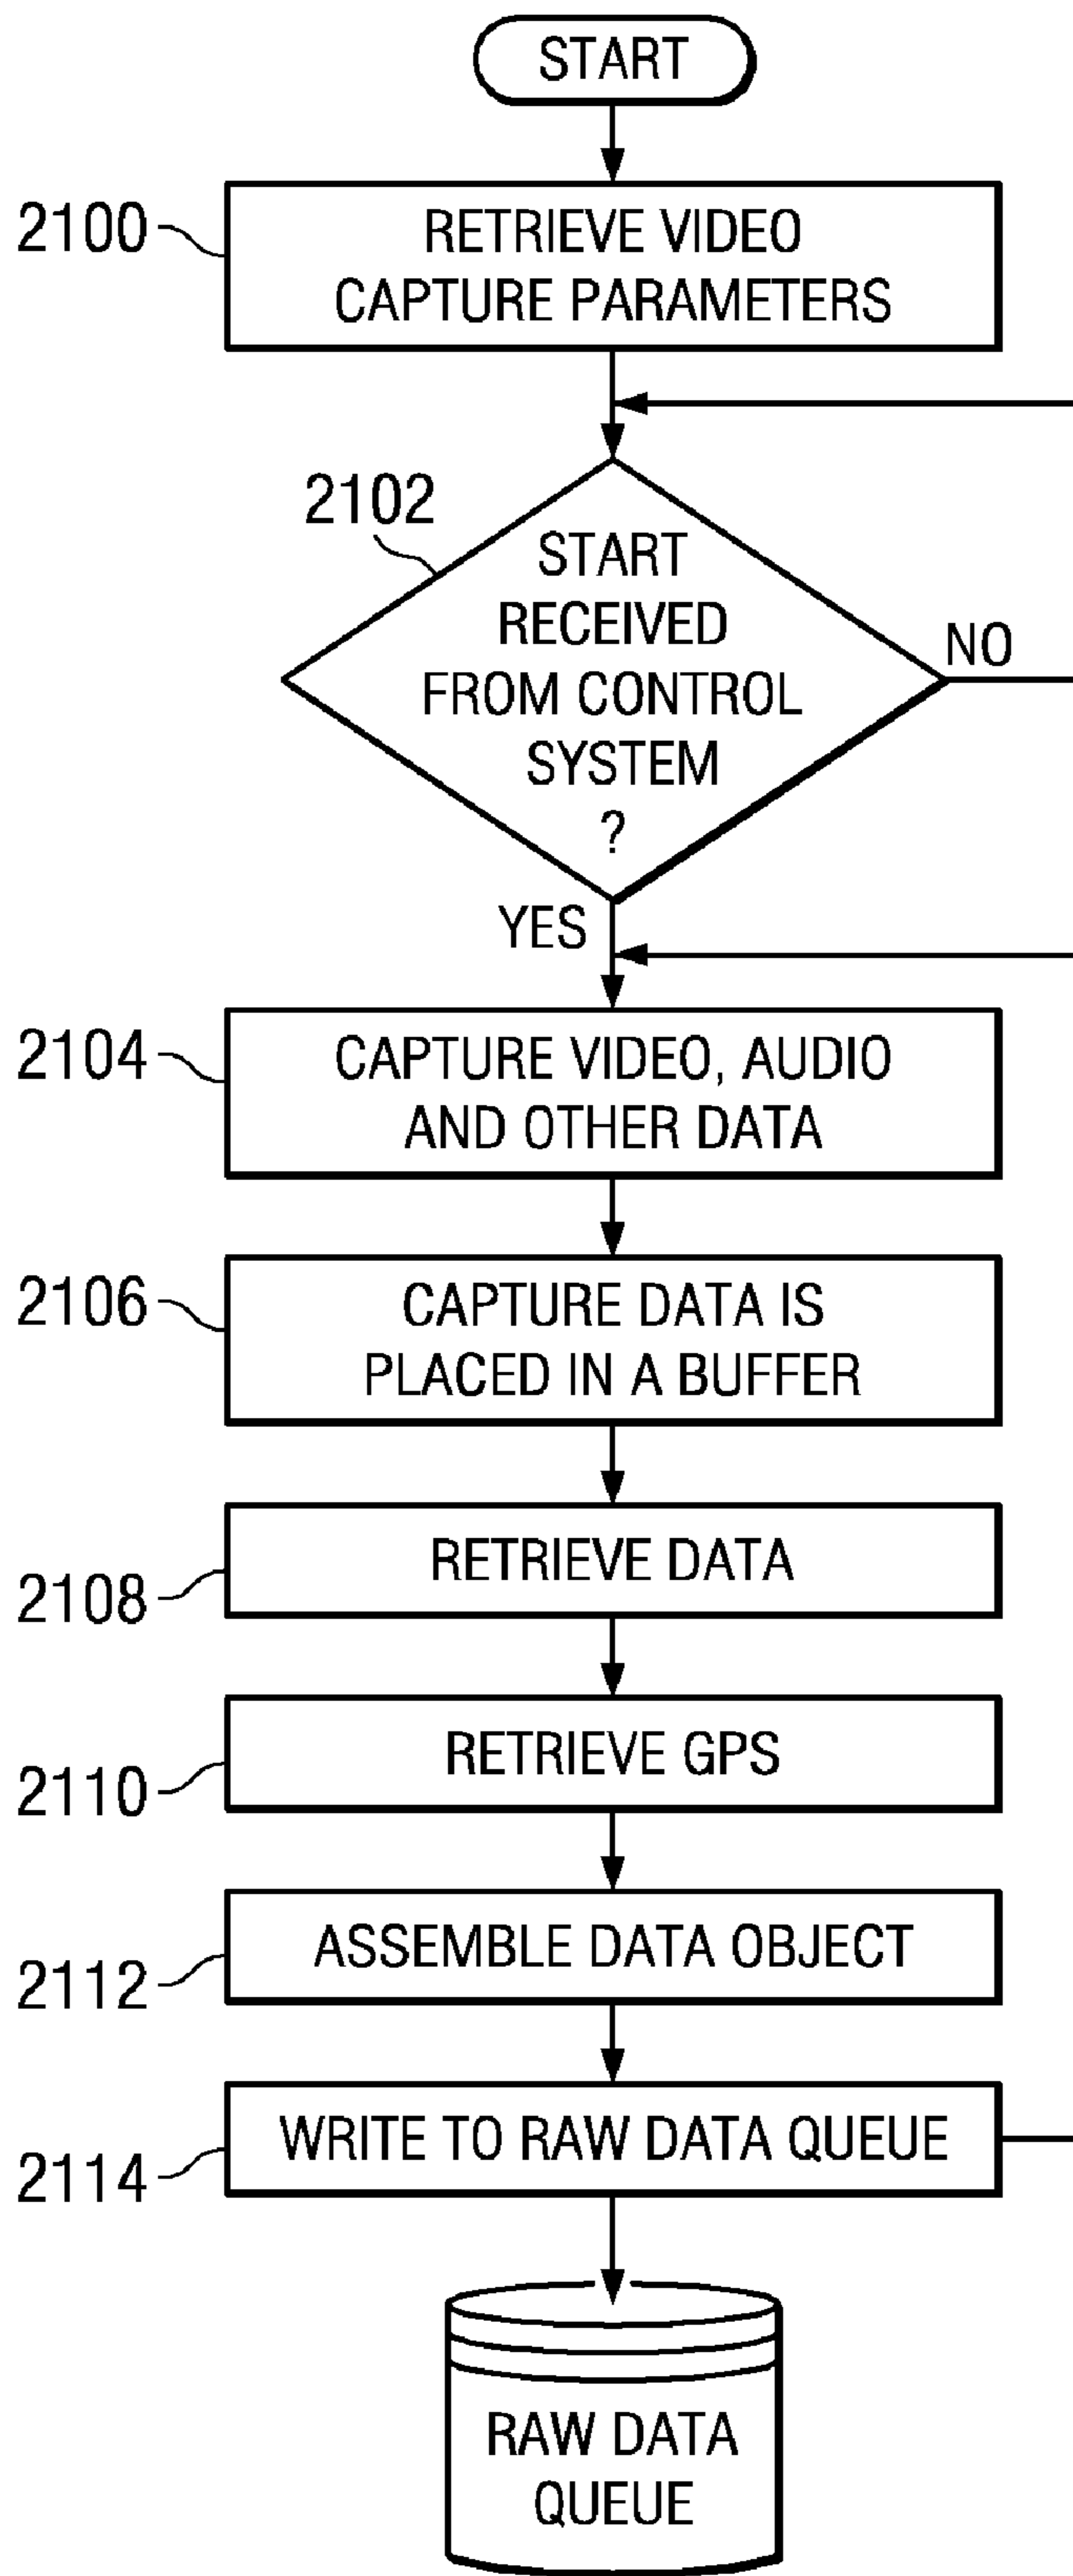 START
2100
RETRIEVE VIDEO
CAPTURE PARAMETERS
2102
START
RECEIVED
FROM CONTROL
SYSTEM
?
NO
YES
2104
CAPTURE VIDEO, AUDIO
AND OTHER DATA
2106
CAPTURE DATA IS
PLACED IN A BUFFER
2108
RETRIEVE DATA
2110
RETRIEVE GPS
2112
ASSEMBLE DATA OBJECT
2114
WRITE TO RAW DATA QUEUE
RAW DATA
QUEUE